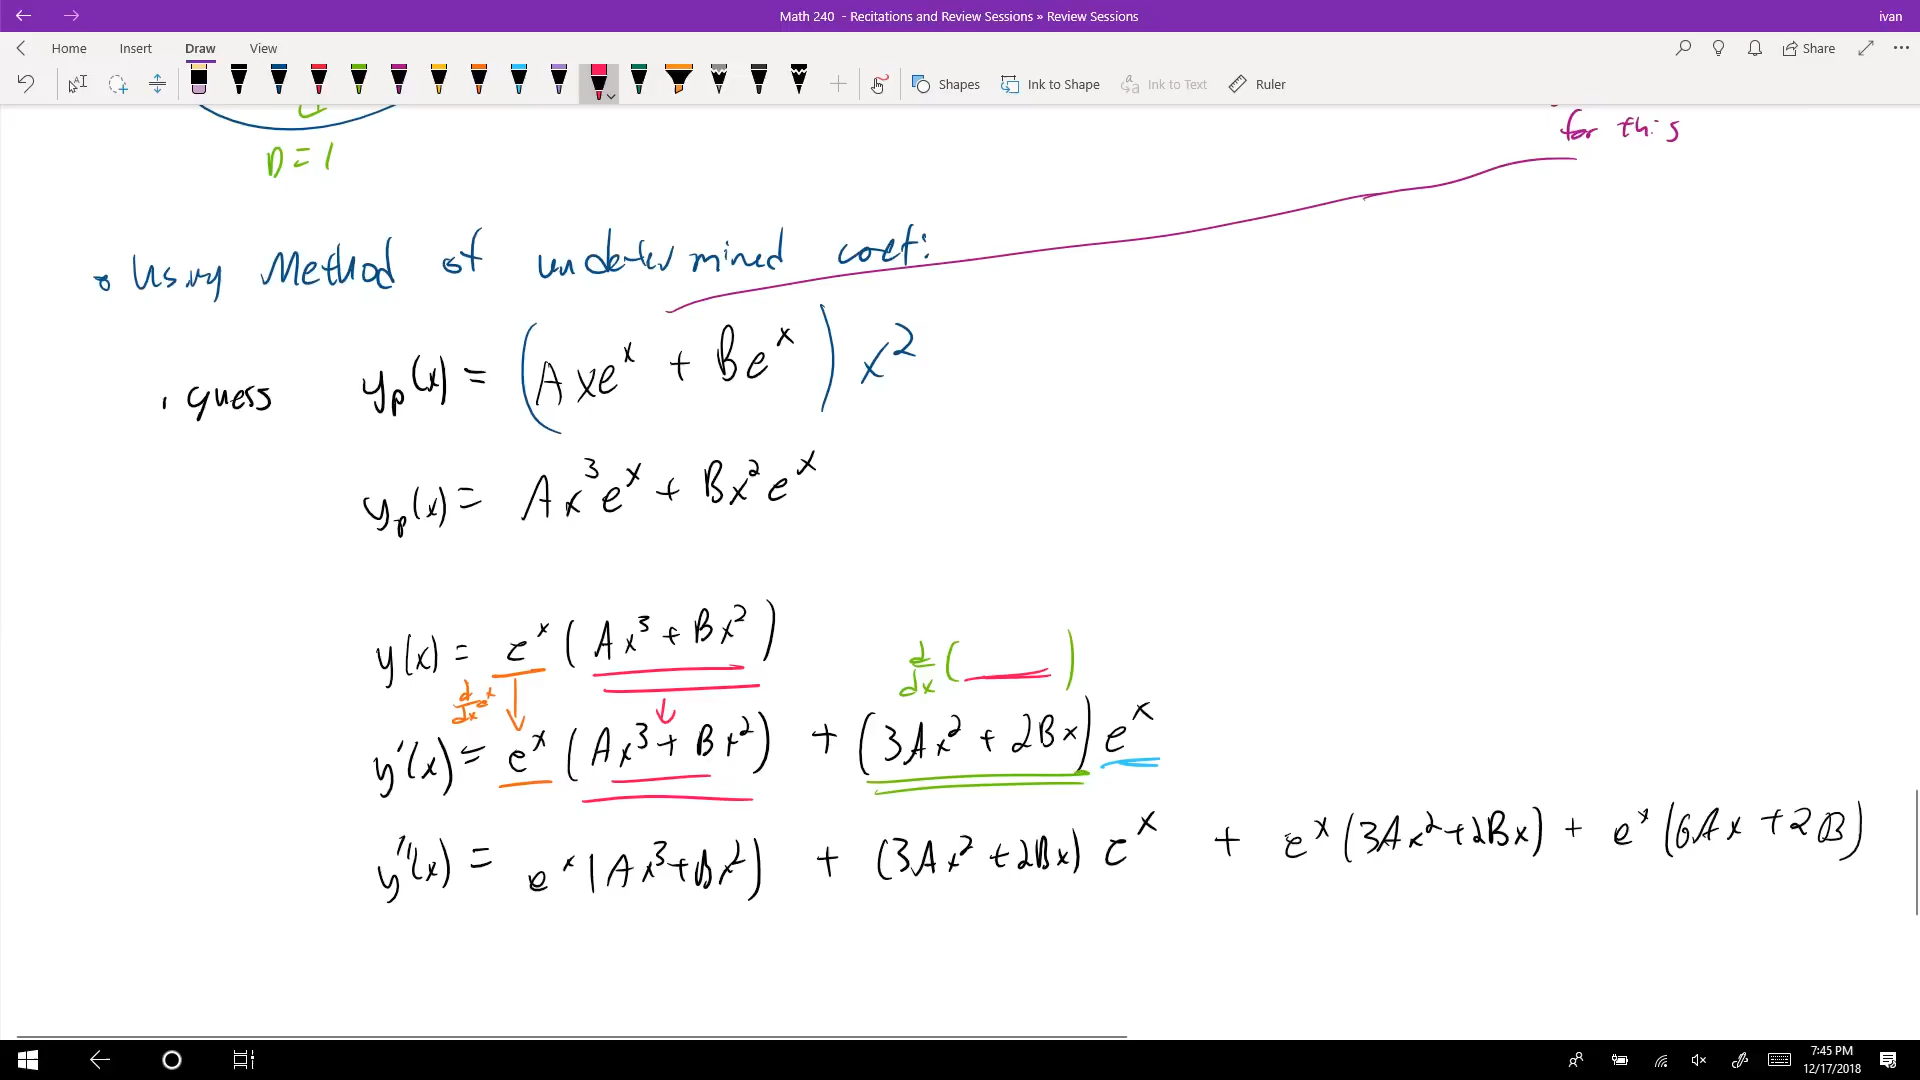 Math 240 - Recitations and Review Sessions » Review Sessions
ivan
Home Insert Draw View
Share
Shapes Ink to Shape Ink to Text Ruler
for this
D = 1
Using Method of undetermined coef:
guess y_p(x) = (Axe^x + Be^x) x^2
y_p(x) = Ax^3e^x + Bx^2e^x
y(x) = e^x (Ax^3 + Bx^2)
d/dx ( )
d/dx e^x
y'(x) = e^x (Ax^3 + Bx^2) + (3Ax^2 + 2Bx) e^x
y''(x) = e^x (Ax^3 + Bx^2) + (3Ax^2 + 2Bx) e^x + e^x (3Ax^2 + 2Bx) + e^x (6Ax + 2B)
7:45 PM
12/17/2018